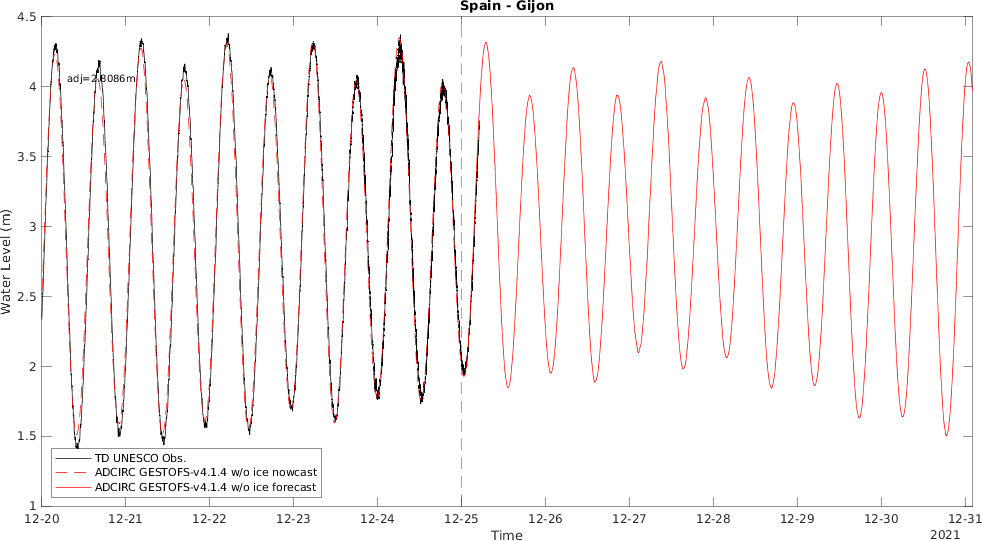 Spain - Gijon
4.5
4
3.5
3
2.5
2
1.5
1
Water Level (m)
adj=2.8086m
TD UNESCO Obs.
ADCIRC GESTOFS-v4.1.4 w/o ice nowcast
ADCIRC GESTOFS-v4.1.4 w/o ice forecast
12-20 12-21 12-22 12-23 12-24 12-25 12-26 12-27 12-28 12-29 12-30 12-31
Time
2021